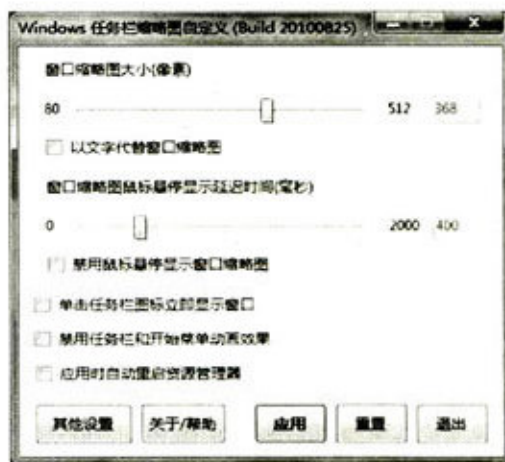 Windows 任务栏缩略图自定义 (Build 20100825)
窗口缩略图大小(像素)
80 512 368
以文字代替窗口缩略图
窗口缩略图鼠标悬停显示延迟时间(毫秒)
0 2000 400
禁用鼠标悬停显示窗口缩略图
单击任务栏图标立即显示窗口
禁用任务栏和开始菜单动画效果
应用时自动重启资源管理器
其他设置 关于/帮助 应用 重置 退出